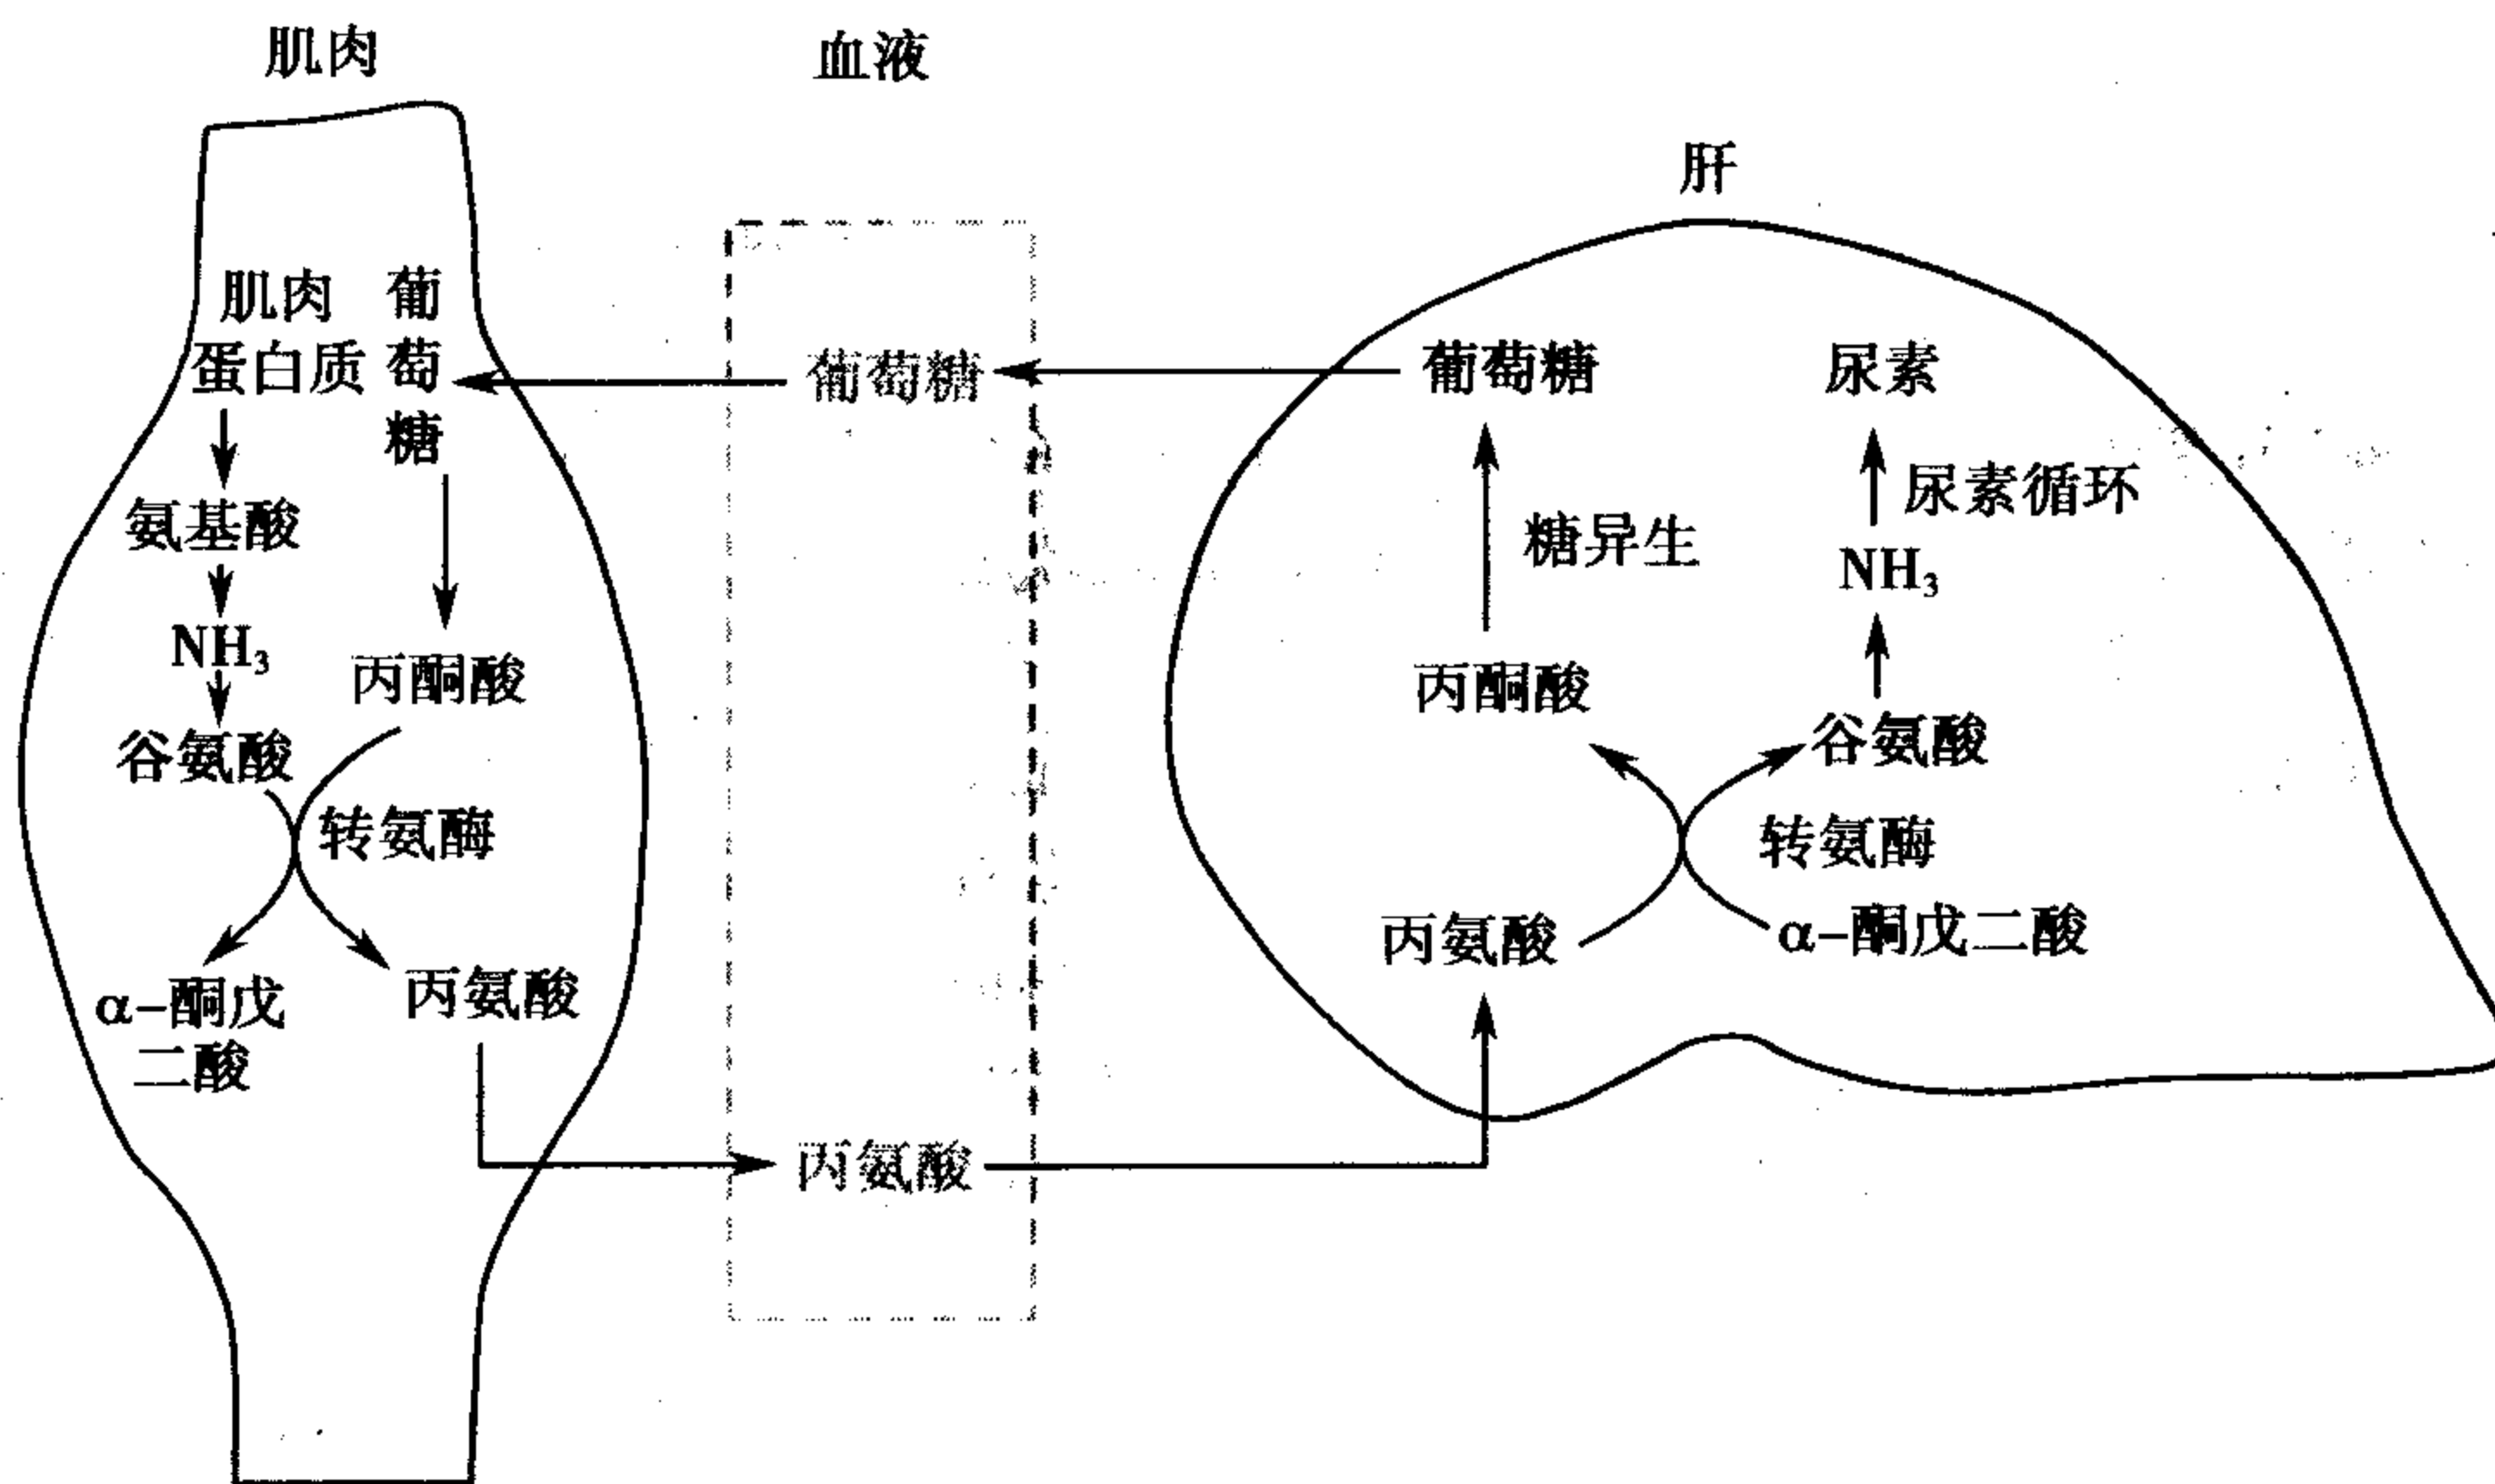 肌肉
血液
肝
肌肉
蛋白质
葡萄糖
氨基酸
NH₃
谷氨酸
丙酮酸
转氨酶
α-酮戊
二酸
丙氨酸
葡萄糖
丙氨酸
葡萄糖
尿素
糖异生
尿素循环
NH₃
丙酮酸
谷氨酸
转氨酶
丙氨酸
α-酮戊二酸